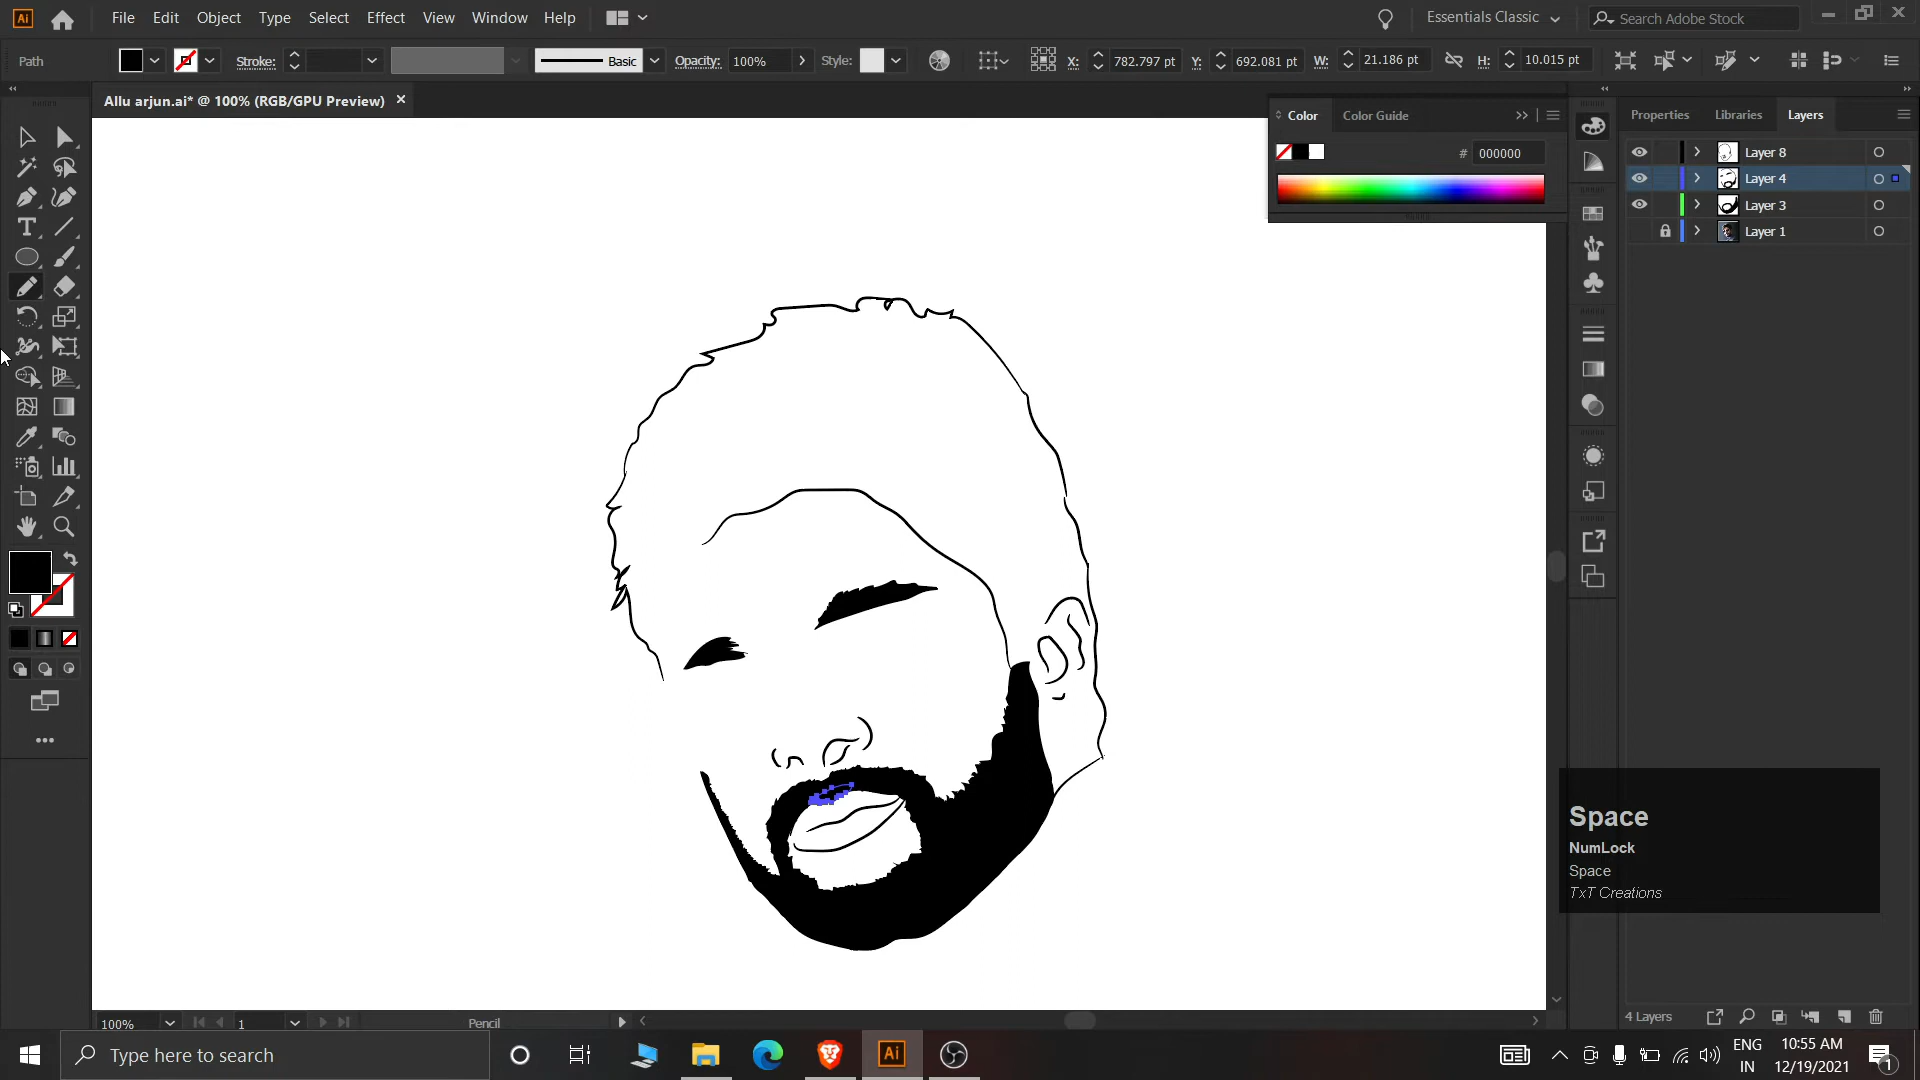 Ai File Edit Object Type Select Effect View Window Help Essentials Classic Search Adobe Stock
Path Stroke: Basic Opacity: 100% Style: X: 782.797 pt Y: 692.081 pt W: 21.186 pt H: 10.015 pt
Allu arjun.ai* @ 100% (RGB/GPU Preview)
Color Color Guide
# 000000
Properties Libraries Layers
Layer 8
Layer 4
Layer 3
Layer 1
Space
NumLock
Space
TxT Creations
4 Layers
100% 1 Pencil
Type here to search
Ai
ENG
IN
10:55 AM
12/19/2021
1